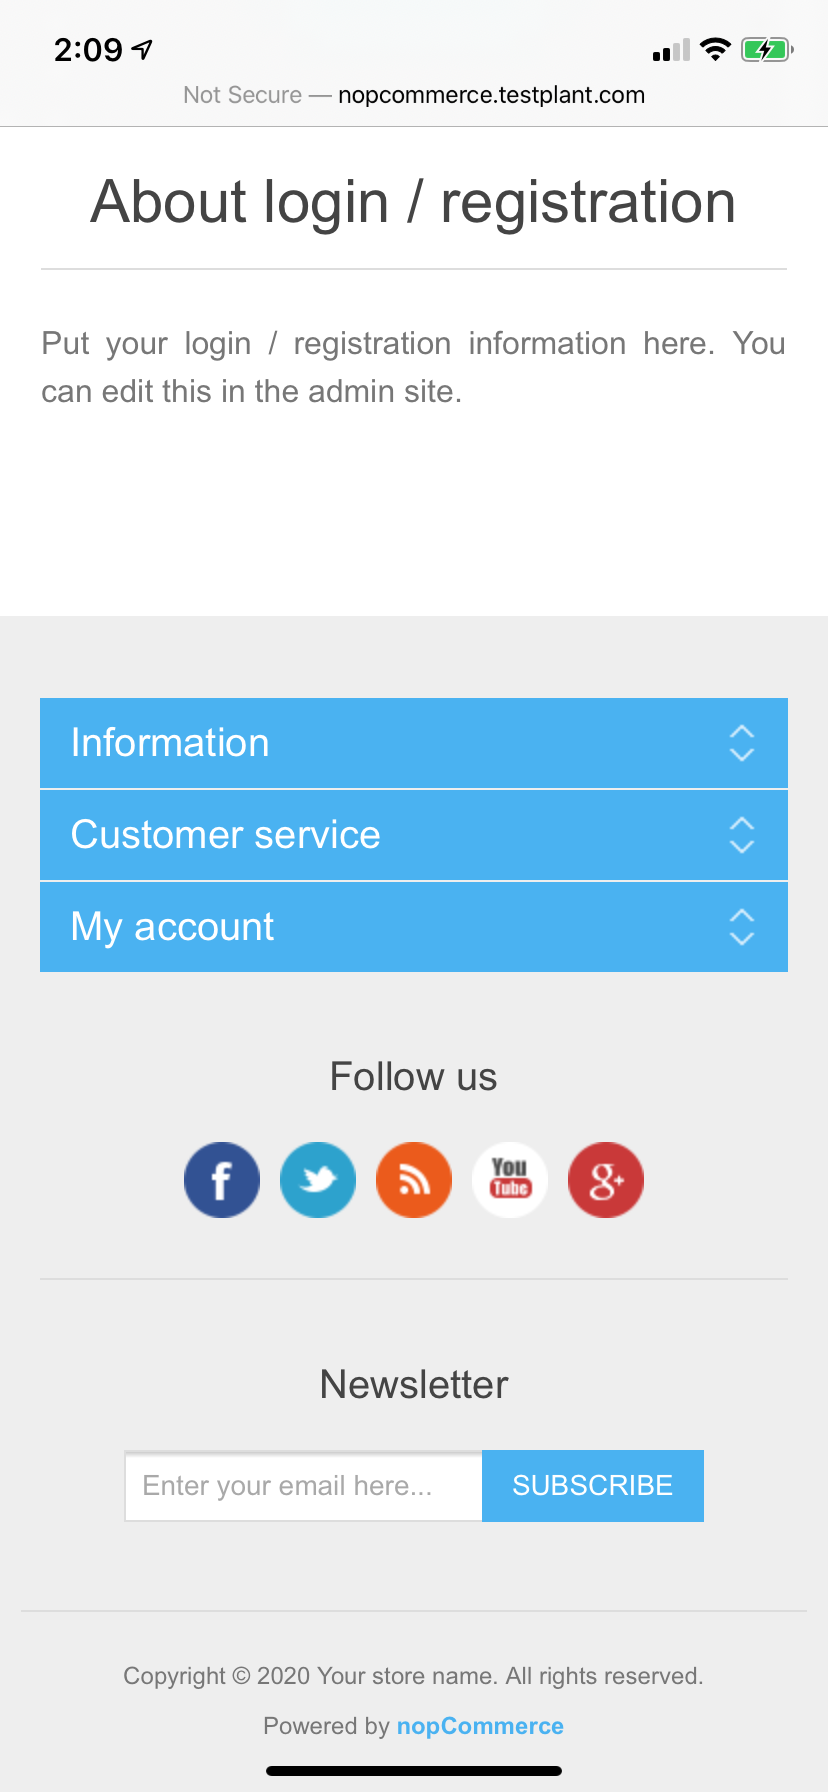 2:09
Not Secure — nopcommerce.testplant.com
About login / registration
Put your login / registration information here. You
can edit this in the admin site.
Information
Customer service
My account
Follow us
f
You
Tube
g+
Newsletter
Enter your email here...
SUBSCRIBE
Copyright © 2020 Your store name. All rights reserved.
Powered by nopCommerce